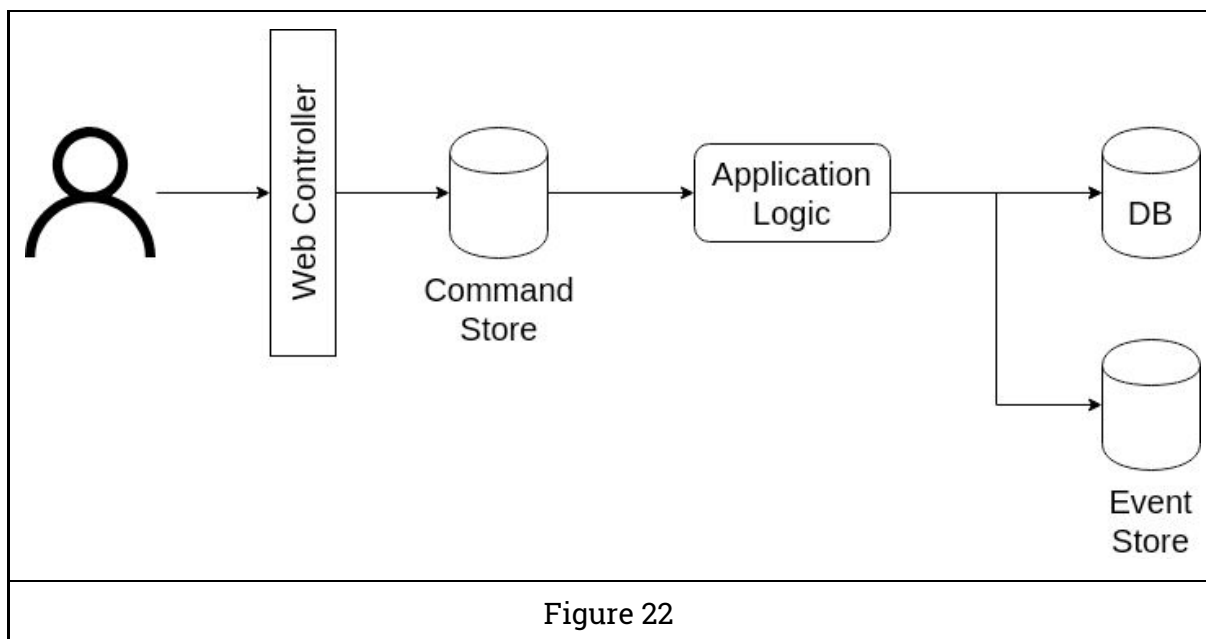 Web Controller
Command
Store
Application
Logic
DB
Event
Store
Figure 22